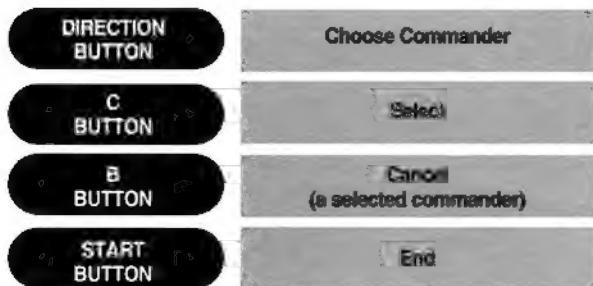 DIRECTION
BUTTON
Choose Commander
C
BUTTON
Select
B
BUTTON
Cancel
(a selected commander)
START
BUTTON
End